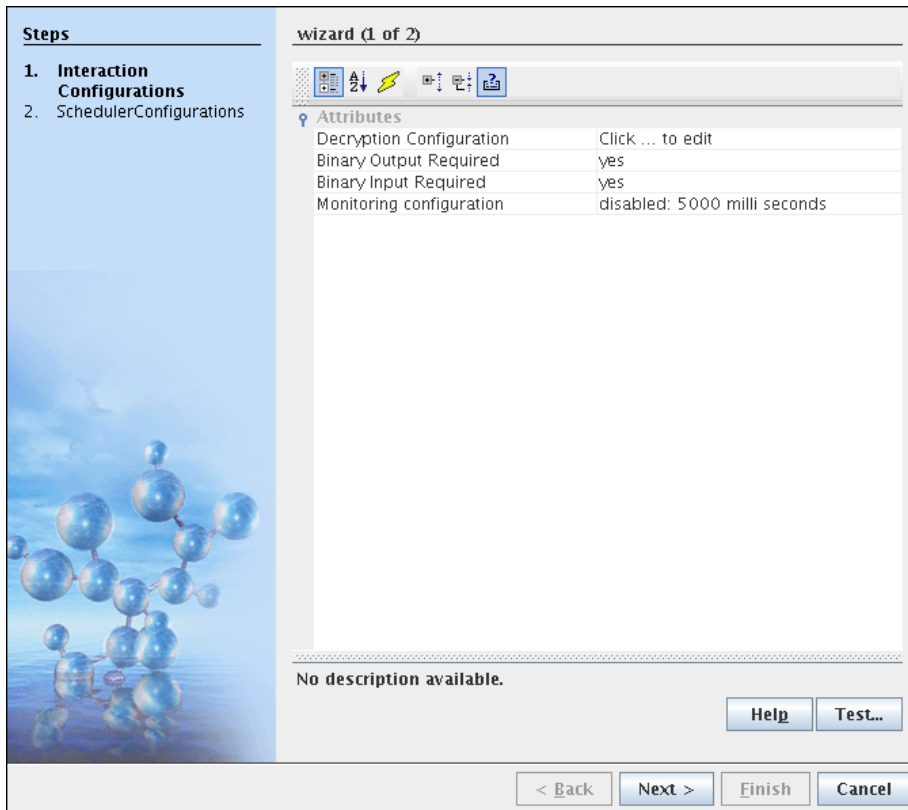 Steps
1. Interaction
Configurations
2. SchedulerConfigurations
wizard (1 of 2)
Attributes
Decryption Configuration Click ... to edit
Binary Output Required yes
Binary Input Required yes
Monitoring configuration disabled: 5000 milli seconds
No description available.
Help Test...
< Back Next > Finish Cancel